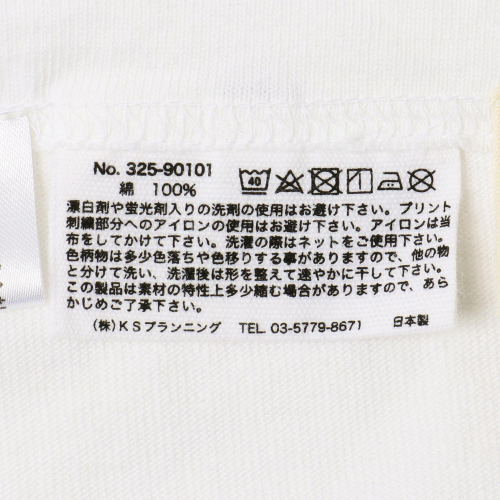 No. 325-90101
綿 100%
40
漂白剤や蛍光剤入りの洗剤の使用はお避け下さい。プリント
刺繍部分へのアイロンの使用はお避け下さい。アイロンは当
布をしてかけて下さい。洗濯の際はネットをご使用下さい。
色柄物は多少色落ちや色移りする事がありますので、他の物
と分けて洗い、洗濯後は形を整えて速やかに干して下さい。
この製品は素材の特性上多少縮む場合がありますので、あら
かじめご了承下さい。
(株)KSプランニング TEL 03-5779-8671 日本製